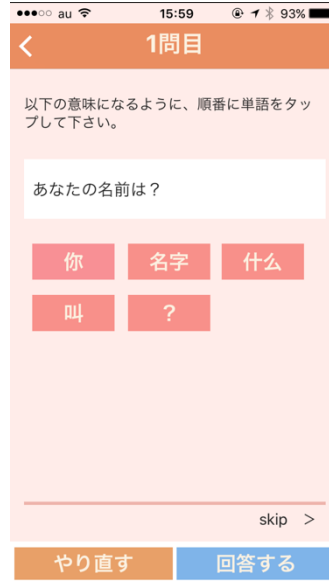 ●●●○○ au 15:59 93%
< 1問目
以下の意味になるように、順番に単語をタッ
プして下さい。
あなたの名前は？
你 名字 什么
叫 ？
skip >
やり直す 回答する